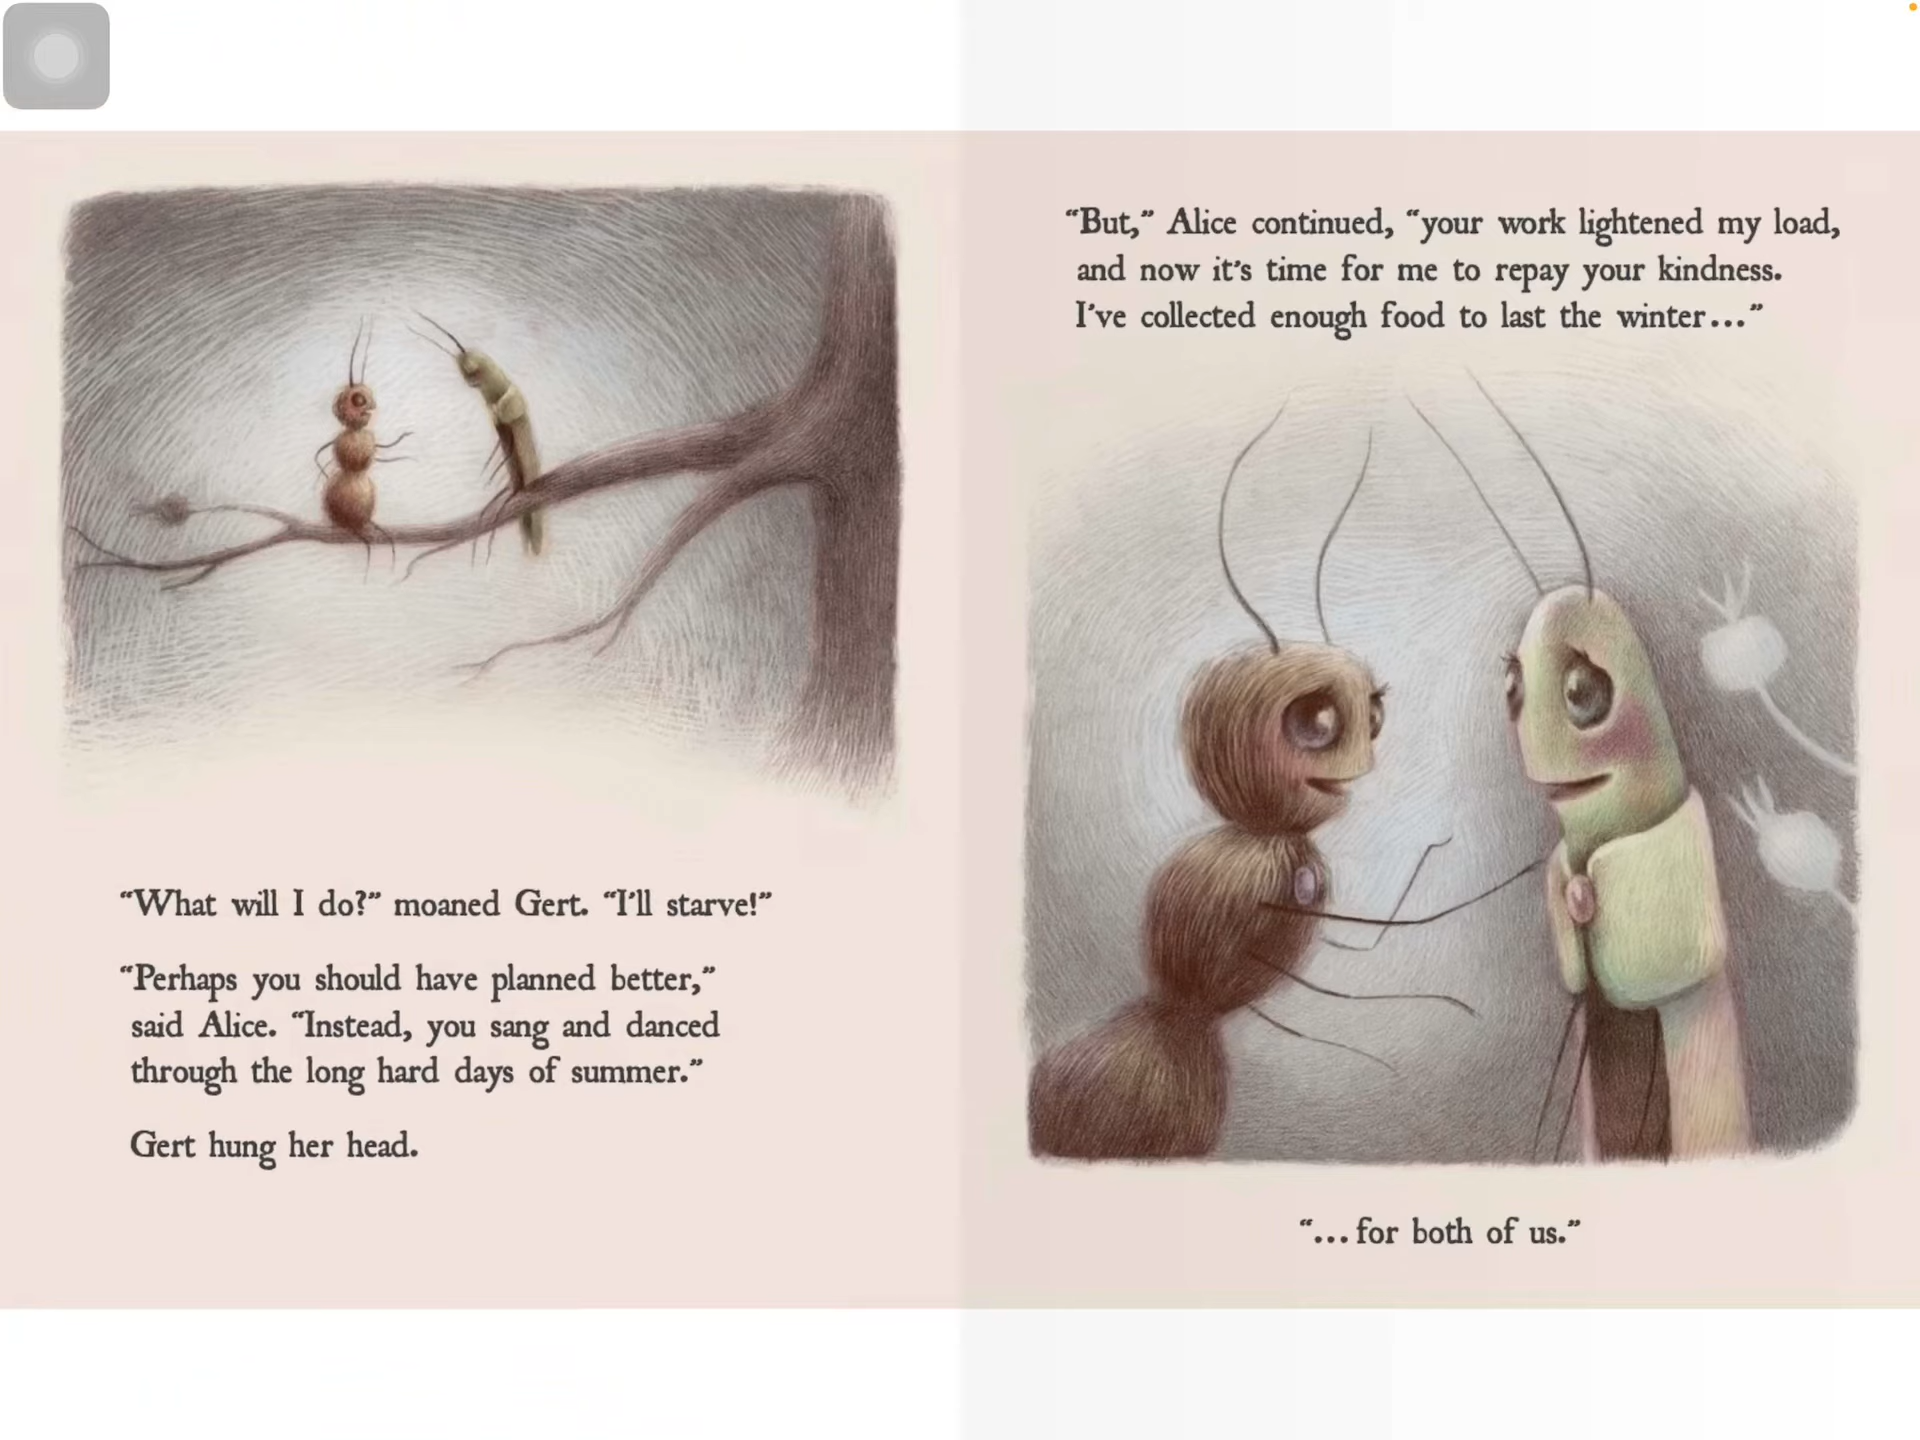 “What will I do?” moaned Gert. “I’ll starve!”
“Perhaps you should have planned better,”
said Alice. “Instead, you sang and danced
through the long hard days of summer.”
Gert hung her head.
“But,” Alice continued, “your work lightened my load,
and now it’s time for me to repay your kindness.
I’ve collected enough food to last the winter...”
“...for both of us.”